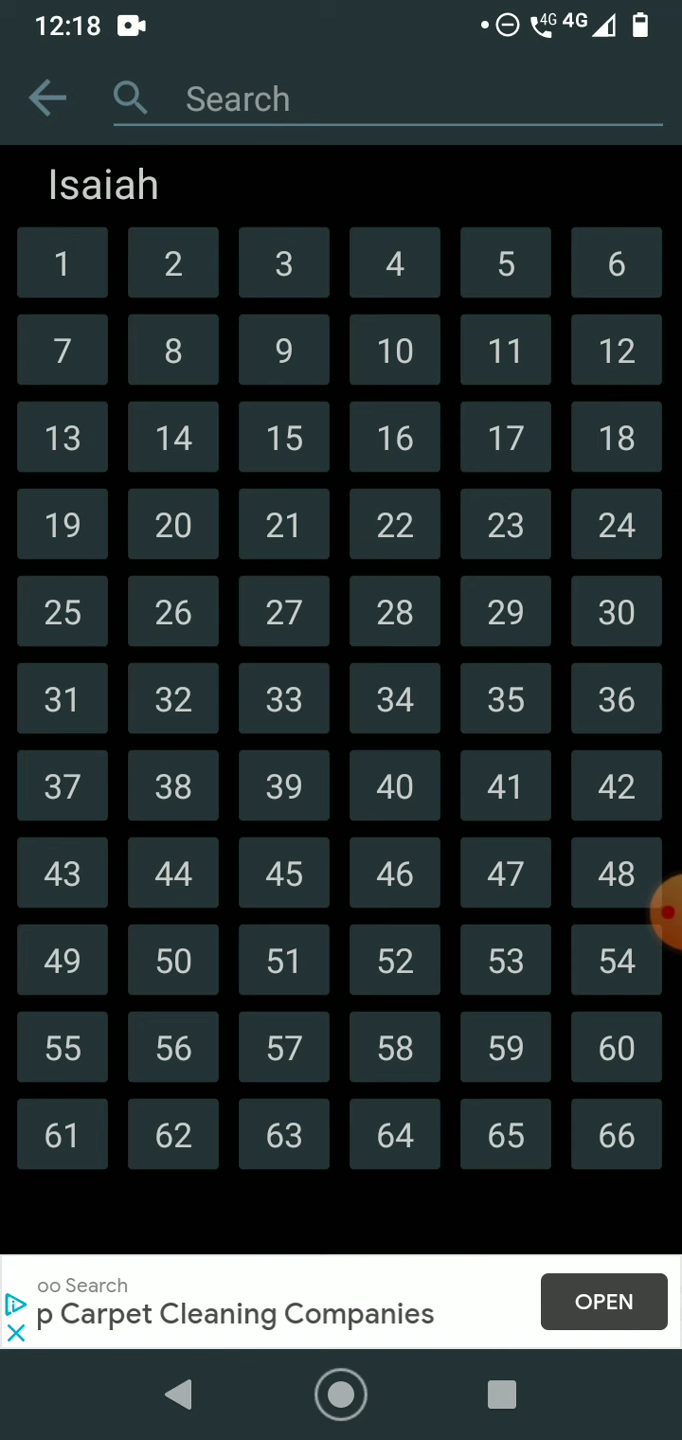 12:18 4G 4G
Search
Isaiah
1 2 3 4 5 6
7 8 9 10 11 12
13 14 15 16 17 18
19 20 21 22 23 24
25 26 27 28 29 30
31 32 33 34 35 36
37 38 39 40 41 42
43 44 45 46 47 48
49 50 51 52 53 54
55 56 57 58 59 60
61 62 63 64 65 66
oo Search
p Carpet Cleaning Companies
OPEN